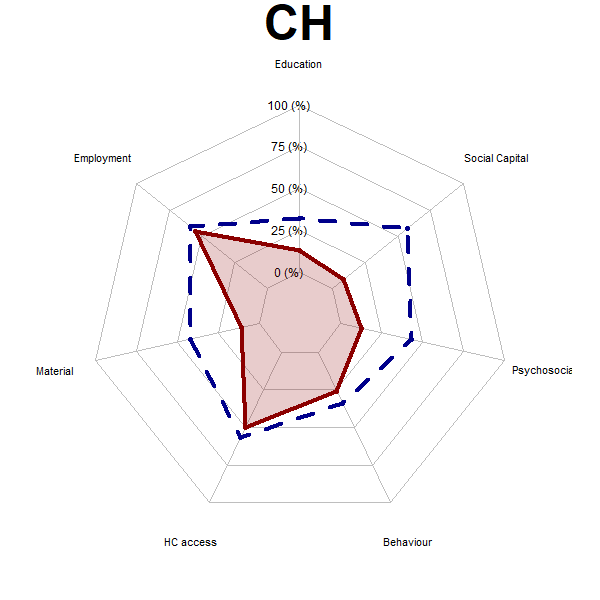 CH
Education
100 (%)
75 (%)
50 (%)
25 (%)
0 (%)
Employment
Social Capital
Material
Psychosocia
HC access
Behaviour